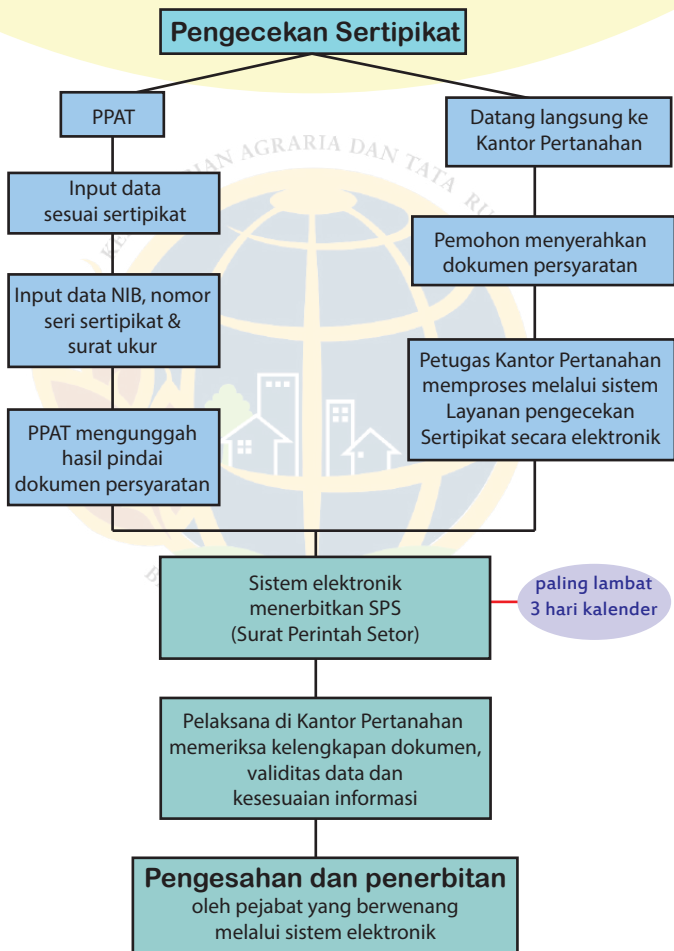 Pengecekan Sertipikat
PPAT
Input data
sesuai sertipikat
Input data NIB, nomor
seri sertipikat &
surat ukur
PPAT mengunggah
hasil pindai
dokumen persyaratan
Datang langsung ke
Kantor Pertanahan
Pemohon menyerahkan
dokumen persyaratan
Petugas Kantor Pertanahan
memproses melalui sistem
Layanan pengecekan
Sertipikat secara elektronik
Sistem elektronik
menerbitkan SPS
(Surat Perintah Setor)
paling lambat
3 hari kalender
Pelaksana di Kantor Pertanahan
memeriksa kelengkapan dokumen,
validitas data dan
kesesuaian informasi
Pengesahan dan penerbitan
oleh pejabat yang berwenang
melalui sistem elektronik
AGRARIA DAN TATA